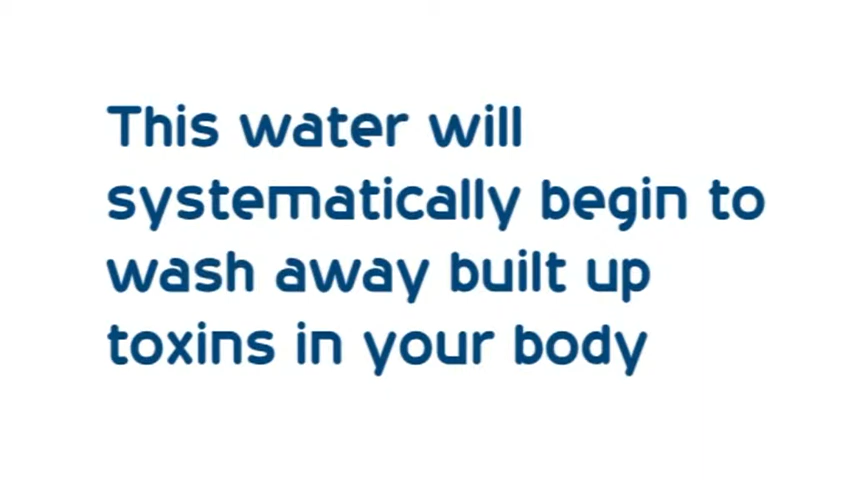 This water will
systematically begin to
wash away built up
toxins in your body